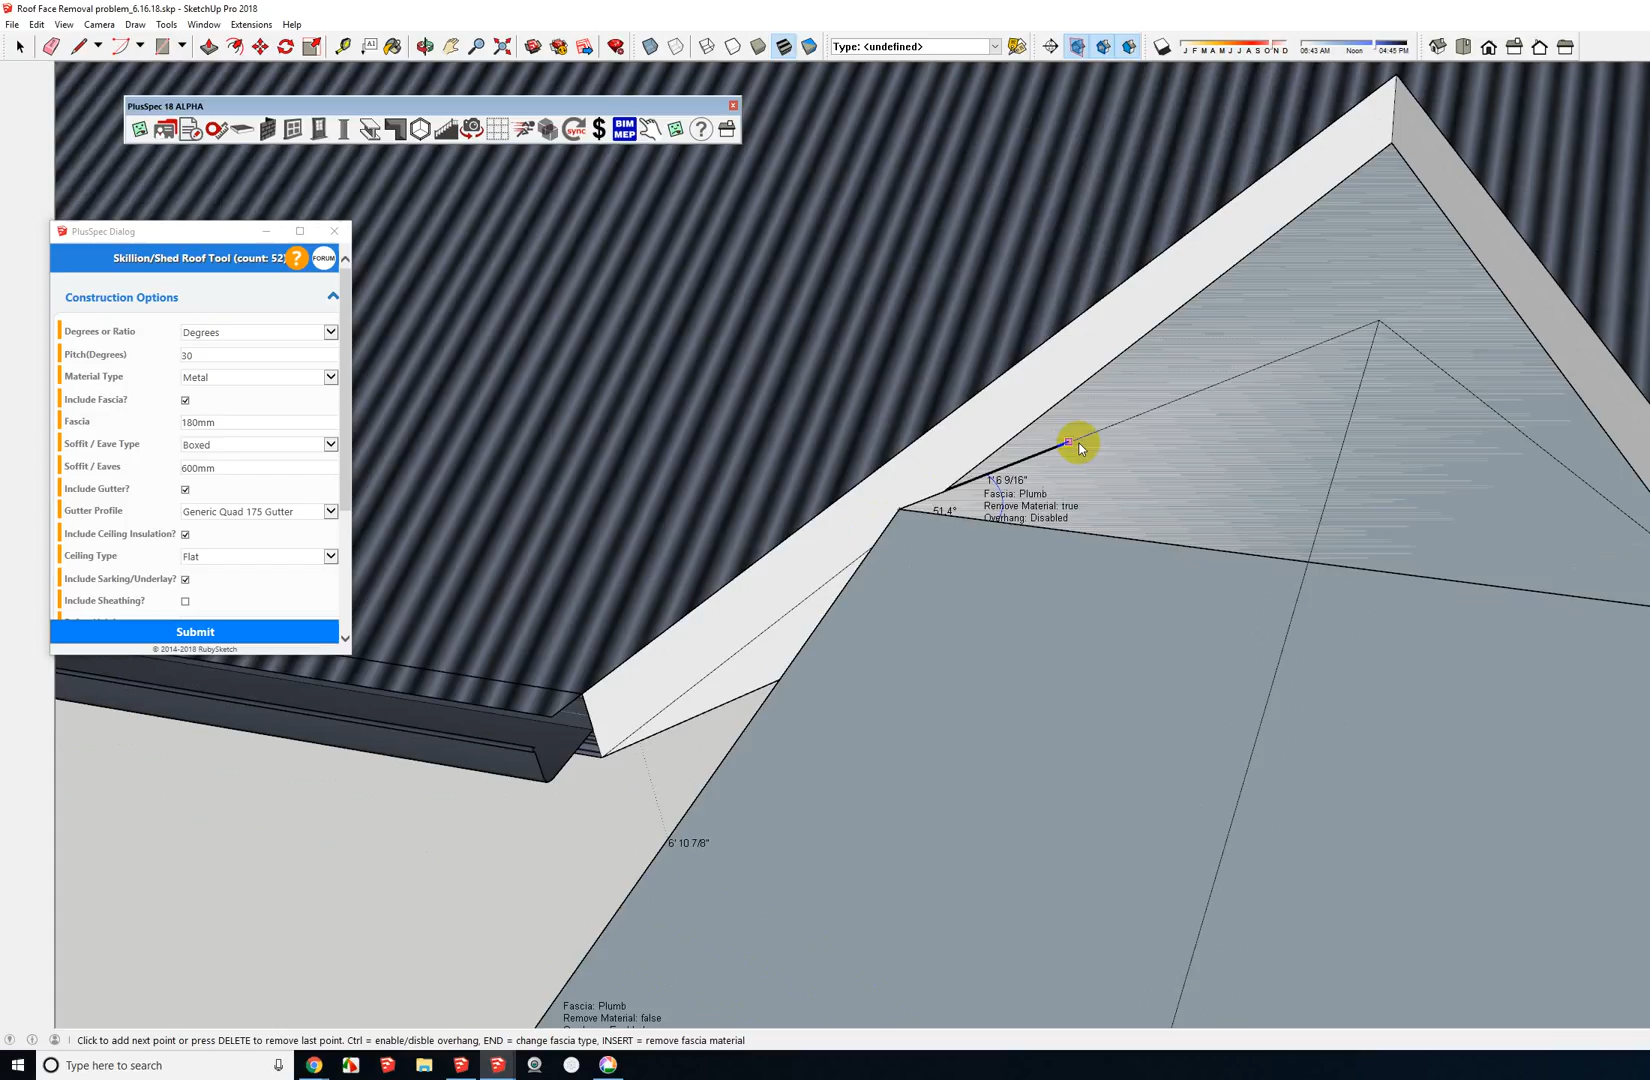 Roof Face Removal problem_6.16.18.skp - SketchUp Pro 2018
File Edit View Camera Draw Tools Window Extensions Help
Type: <undefined>
J F M A M J J A S O N D
06:43 AM Noon 04:45 PM
PlusSpec 18 ALPHA
sync
$
BIM
MEP
?
PlusSpec Dialog
Skillion/Shed Roof Tool (count: 52)
?
FORUM
Construction Options
Degrees or Ratio Degrees
Pitch(Degrees) 30
Material Type Metal
Include Fascia?
Fascia 180mm
Soffit / Eave Type Boxed
Soffit / Eaves 600mm
Include Gutter?
Gutter Profile Generic Quad 175 Gutter
Include Ceiling Insulation?
Ceiling Type Flat
Include Sarking/Underlay?
Include Sheathing?
Submit
© 2014-2018 RubySketch
1' 6 9/16"
Fascia: Plumb
Remove Material: true
Overhang: Disabled
51.4°
6' 10 7/8"
Fascia: Plumb
Remove Material: false
Click to add next point or press DELETE to remove last point. Ctrl = enable/disble overhang, END = change fascia type, INSERT = remove fascia material
Type here to search